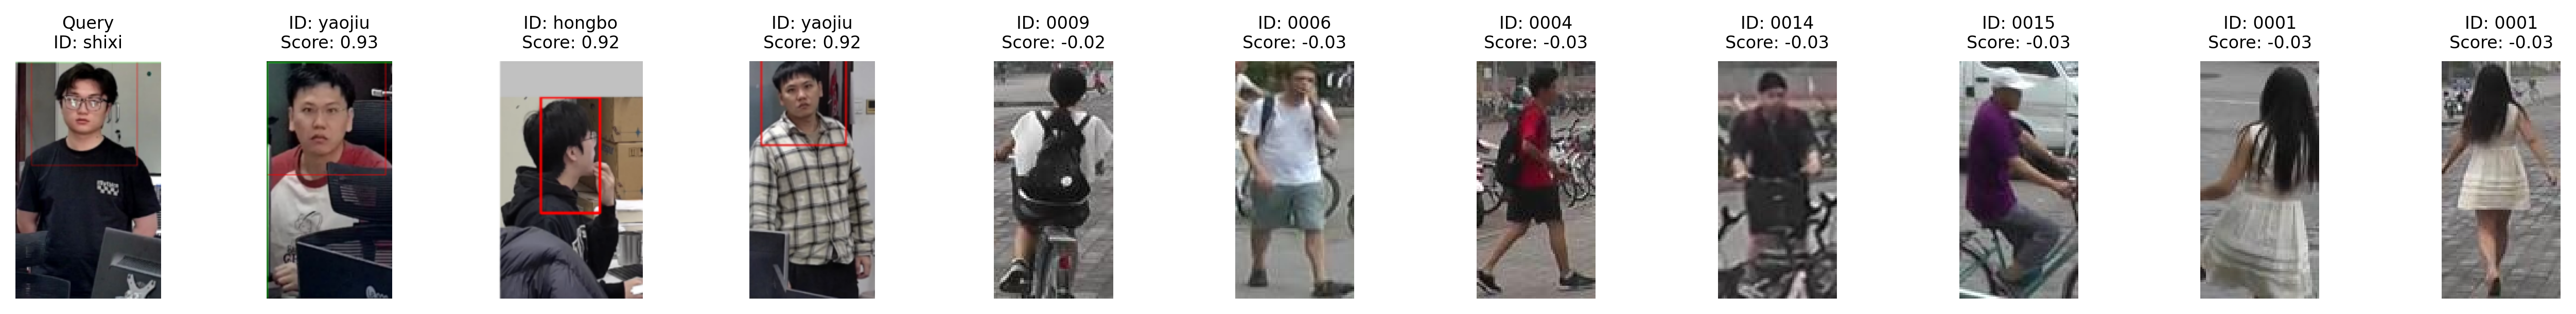 Query
ID: shixi
ID: yaojiu
Score: 0.93
ID: hongbo
Score: 0.92
ID: yaojiu
Score: 0.92
ID: 0009
Score: -0.02
ID: 0006
Score: -0.03
ID: 0004
Score: -0.03
ID: 0014
Score: -0.03
ID: 0015
Score: -0.03
ID: 0001
Score: -0.03
ID: 0001
Score: -0.03